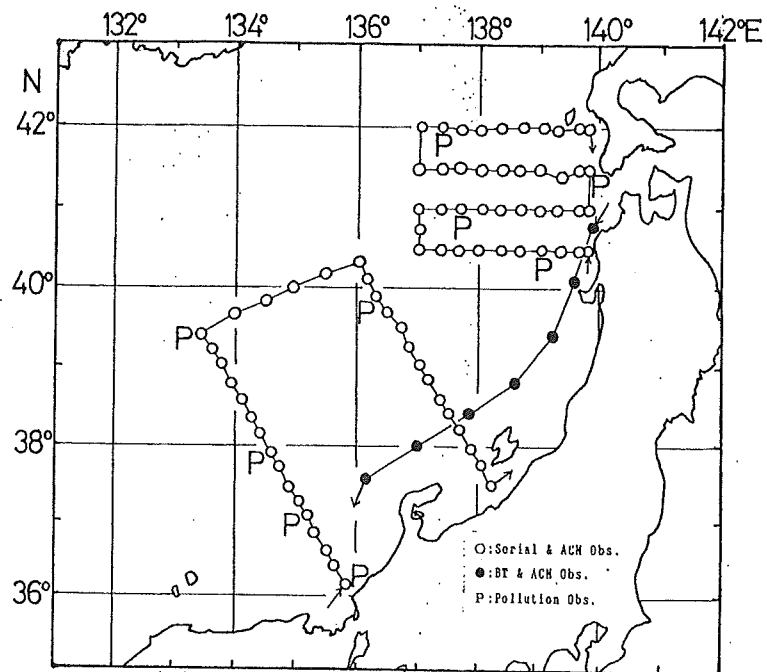 132° 134° 136° 138° 140° 142°E
N
42°
P
P
P
P
40°
P
P
38°
P
P
P
36°
O:Serial & ACM Obs.
●:BT & ACM Obs.
P:Pollution Obs.